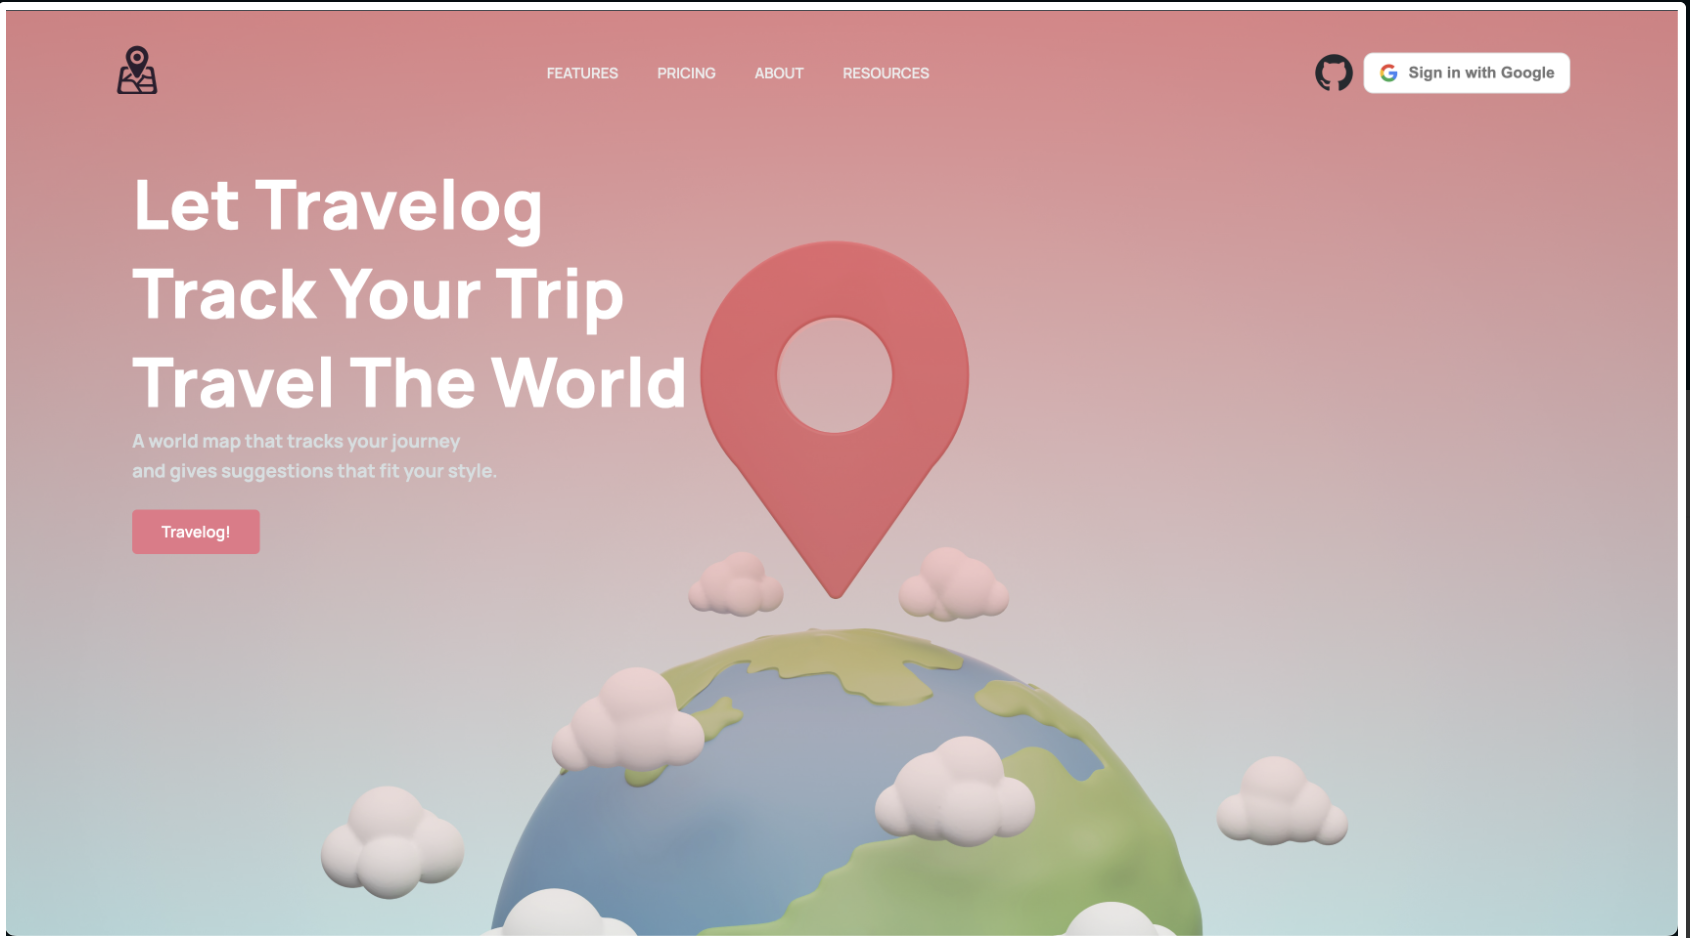 FEATURES PRICING ABOUT RESOURCES
Sign in with Google
Let Travelog
Track Your Trip
Travel The World
A world map that tracks your journey
and gives suggestions that fit your style.
Travelog!